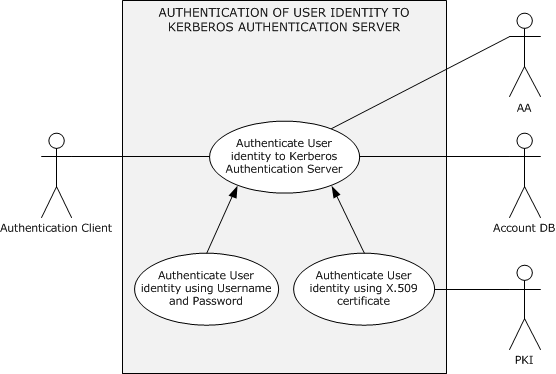 AUTHENTICATION OF USER IDENTITY TO
KERBEROS AUTHENTICATION SERVER
AA
Authenticate User
identity to Kerberos
Authentication Server
Authentication Client
Account DB
Authenticate User
identity using Username
and Password
Authenticate User
identity using X.509
certificate
PKI